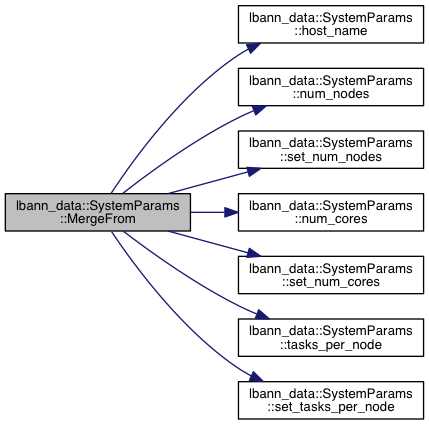 lbann_data::SystemParams
::MergeFrom
lbann_data::SystemParams
::host_name
lbann_data::SystemParams
::num_nodes
lbann_data::SystemParams
::set_num_nodes
lbann_data::SystemParams
::num_cores
lbann_data::SystemParams
::set_num_cores
lbann_data::SystemParams
::tasks_per_node
lbann_data::SystemParams
::set_tasks_per_node